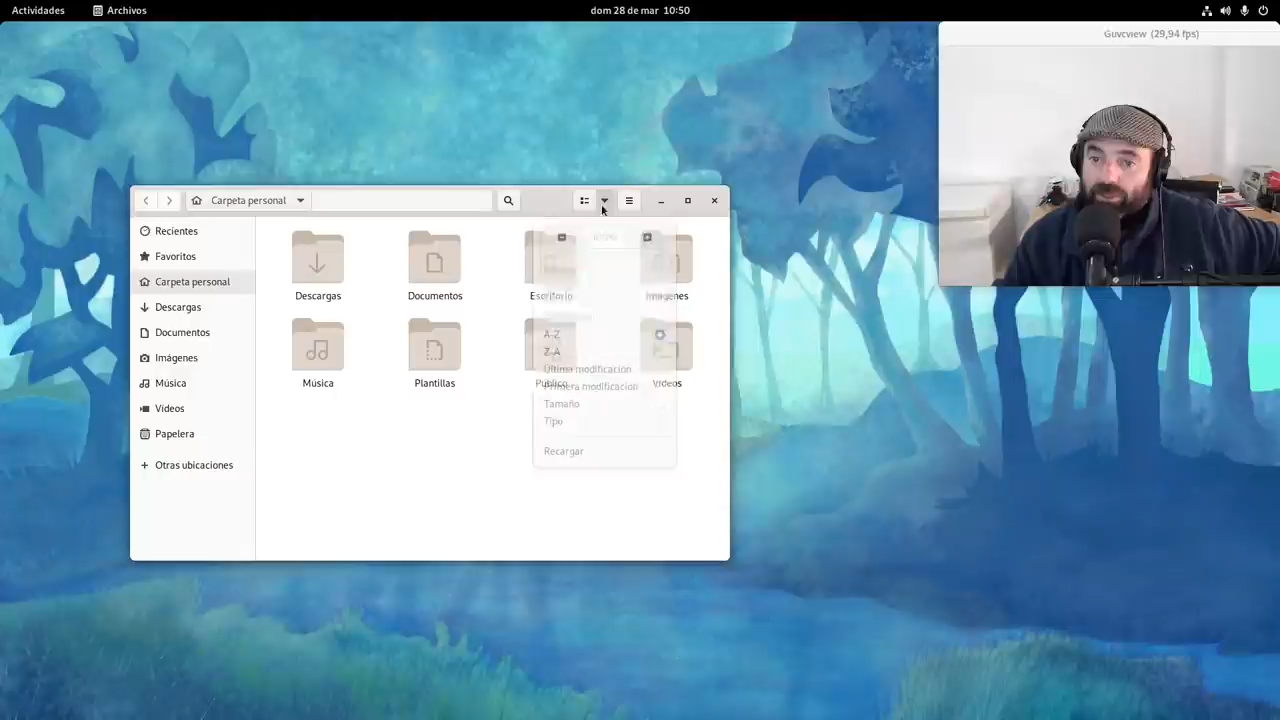 Actividades
Archivos
dom 28 de mar 10:50
Guvcview (29,94 fps)
Carpeta personal
Recientes
Favoritos
Carpeta personal
Descargas
Documentos
Imágenes
Música
Vídeos
Papelera
Otras ubicaciones
Descargas
Documentos
Escritorio
Imágenes
Música
Plantillas
Público
Vídeos
A-Z
Z-A
Última modificación
Primera modificación
Tamaño
Tipo
Recargar